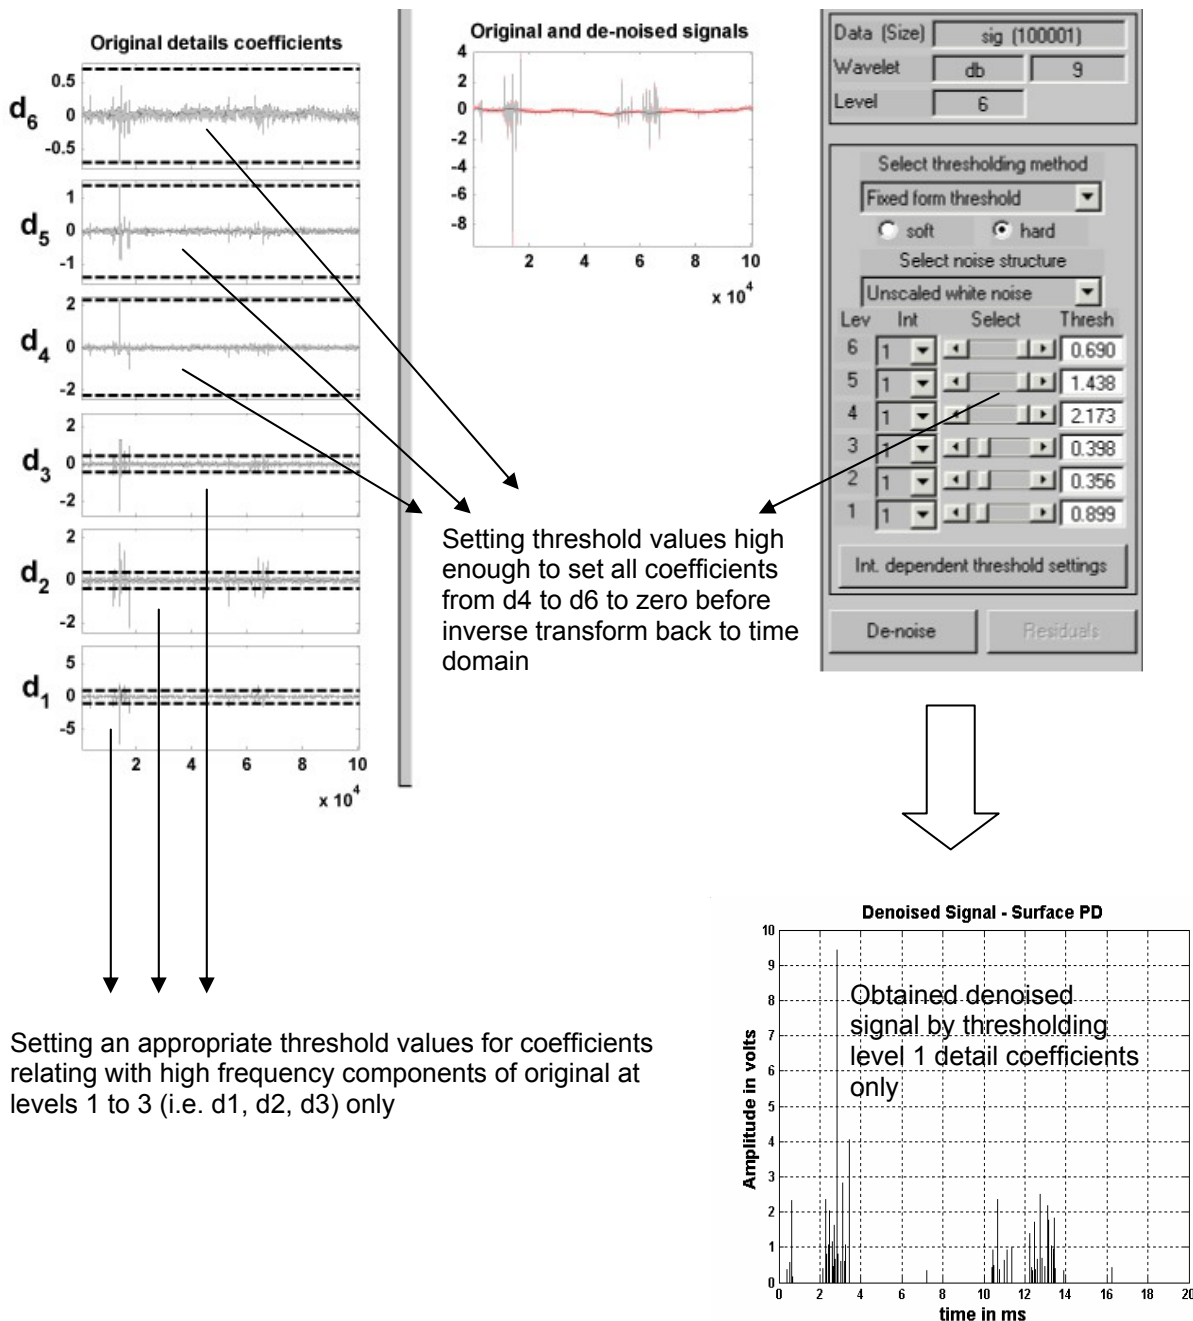 Original details coefficients
d6
0.5
0
-0.5
d5
1
0
-1
d4
2
0
-2
d3
2
0
-2
d2
2
0
-2
d1
5
0
-5
2 4 6 8 10
x 10^4
Original and de-noised signals
4
2
0
-2
-4
-6
-8
2 4 6 8 10
x 10^4
Data (Size) sig (100001)
Wavelet db 9
Level 6
Select thresholding method
Fixed form threshold
soft hard
Select noise structure
Unscaled white noise
Lev Int Select Thresh
6 1 0.690
5 1 1.438
4 1 2.173
3 1 0.398
2 1 0.356
1 1 0.899
Int. dependent threshold settings
De-noise Residuals
Setting threshold values high
enough to set all coefficients
from d4 to d6 to zero before
inverse transform back to time
domain
Setting an appropriate threshold values for coefficients
relating with high frequency components of original at
levels 1 to 3 (i.e. d1, d2, d3) only
Denoised Signal - Surface PD
Amplitude in volts
10
9
8
7
6
5
4
3
2
1
0
Obtained denoised
signal by thresholding
level 1 detail coefficients
only
0 2 4 6 8 10 12 14 16 18 20
time in ms